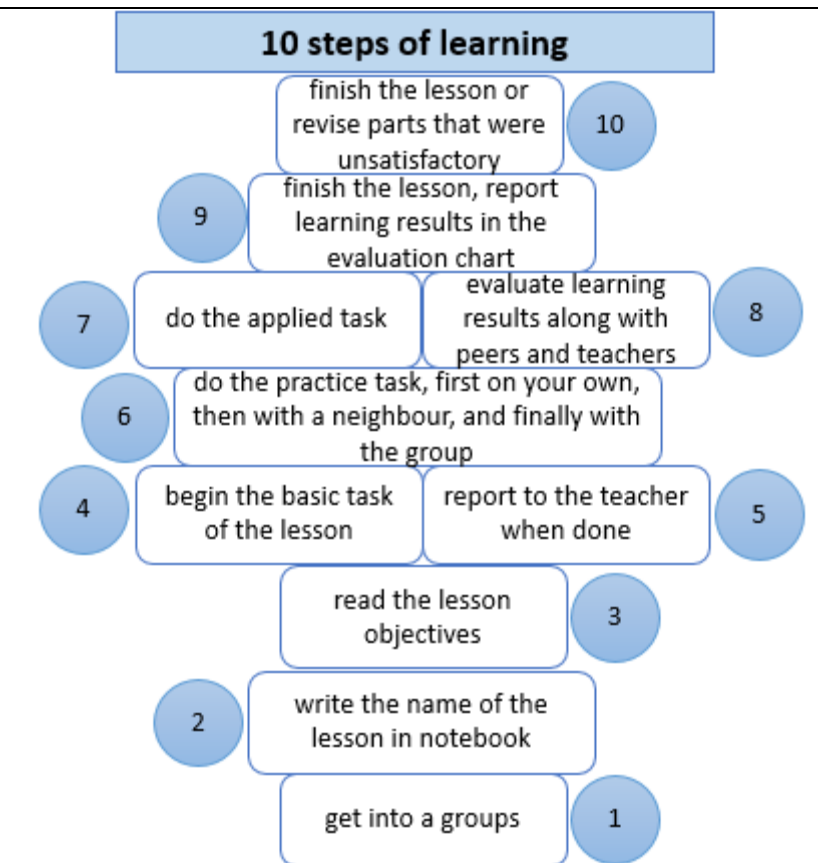 10 steps of learning
finish the lesson or
revise parts that were
unsatisfactory
10
9
finish the lesson, report
learning results in the
evaluation chart
7
do the applied task
evaluate learning
results along with
peers and teachers
8
6
do the practice task, first on your own,
then with a neighbour, and finally with
the group
4
begin the basic task
of the lesson
report to the teacher
when done
5
read the lesson
objectives
3
2
write the name of the
lesson in notebook
get into a groups
1